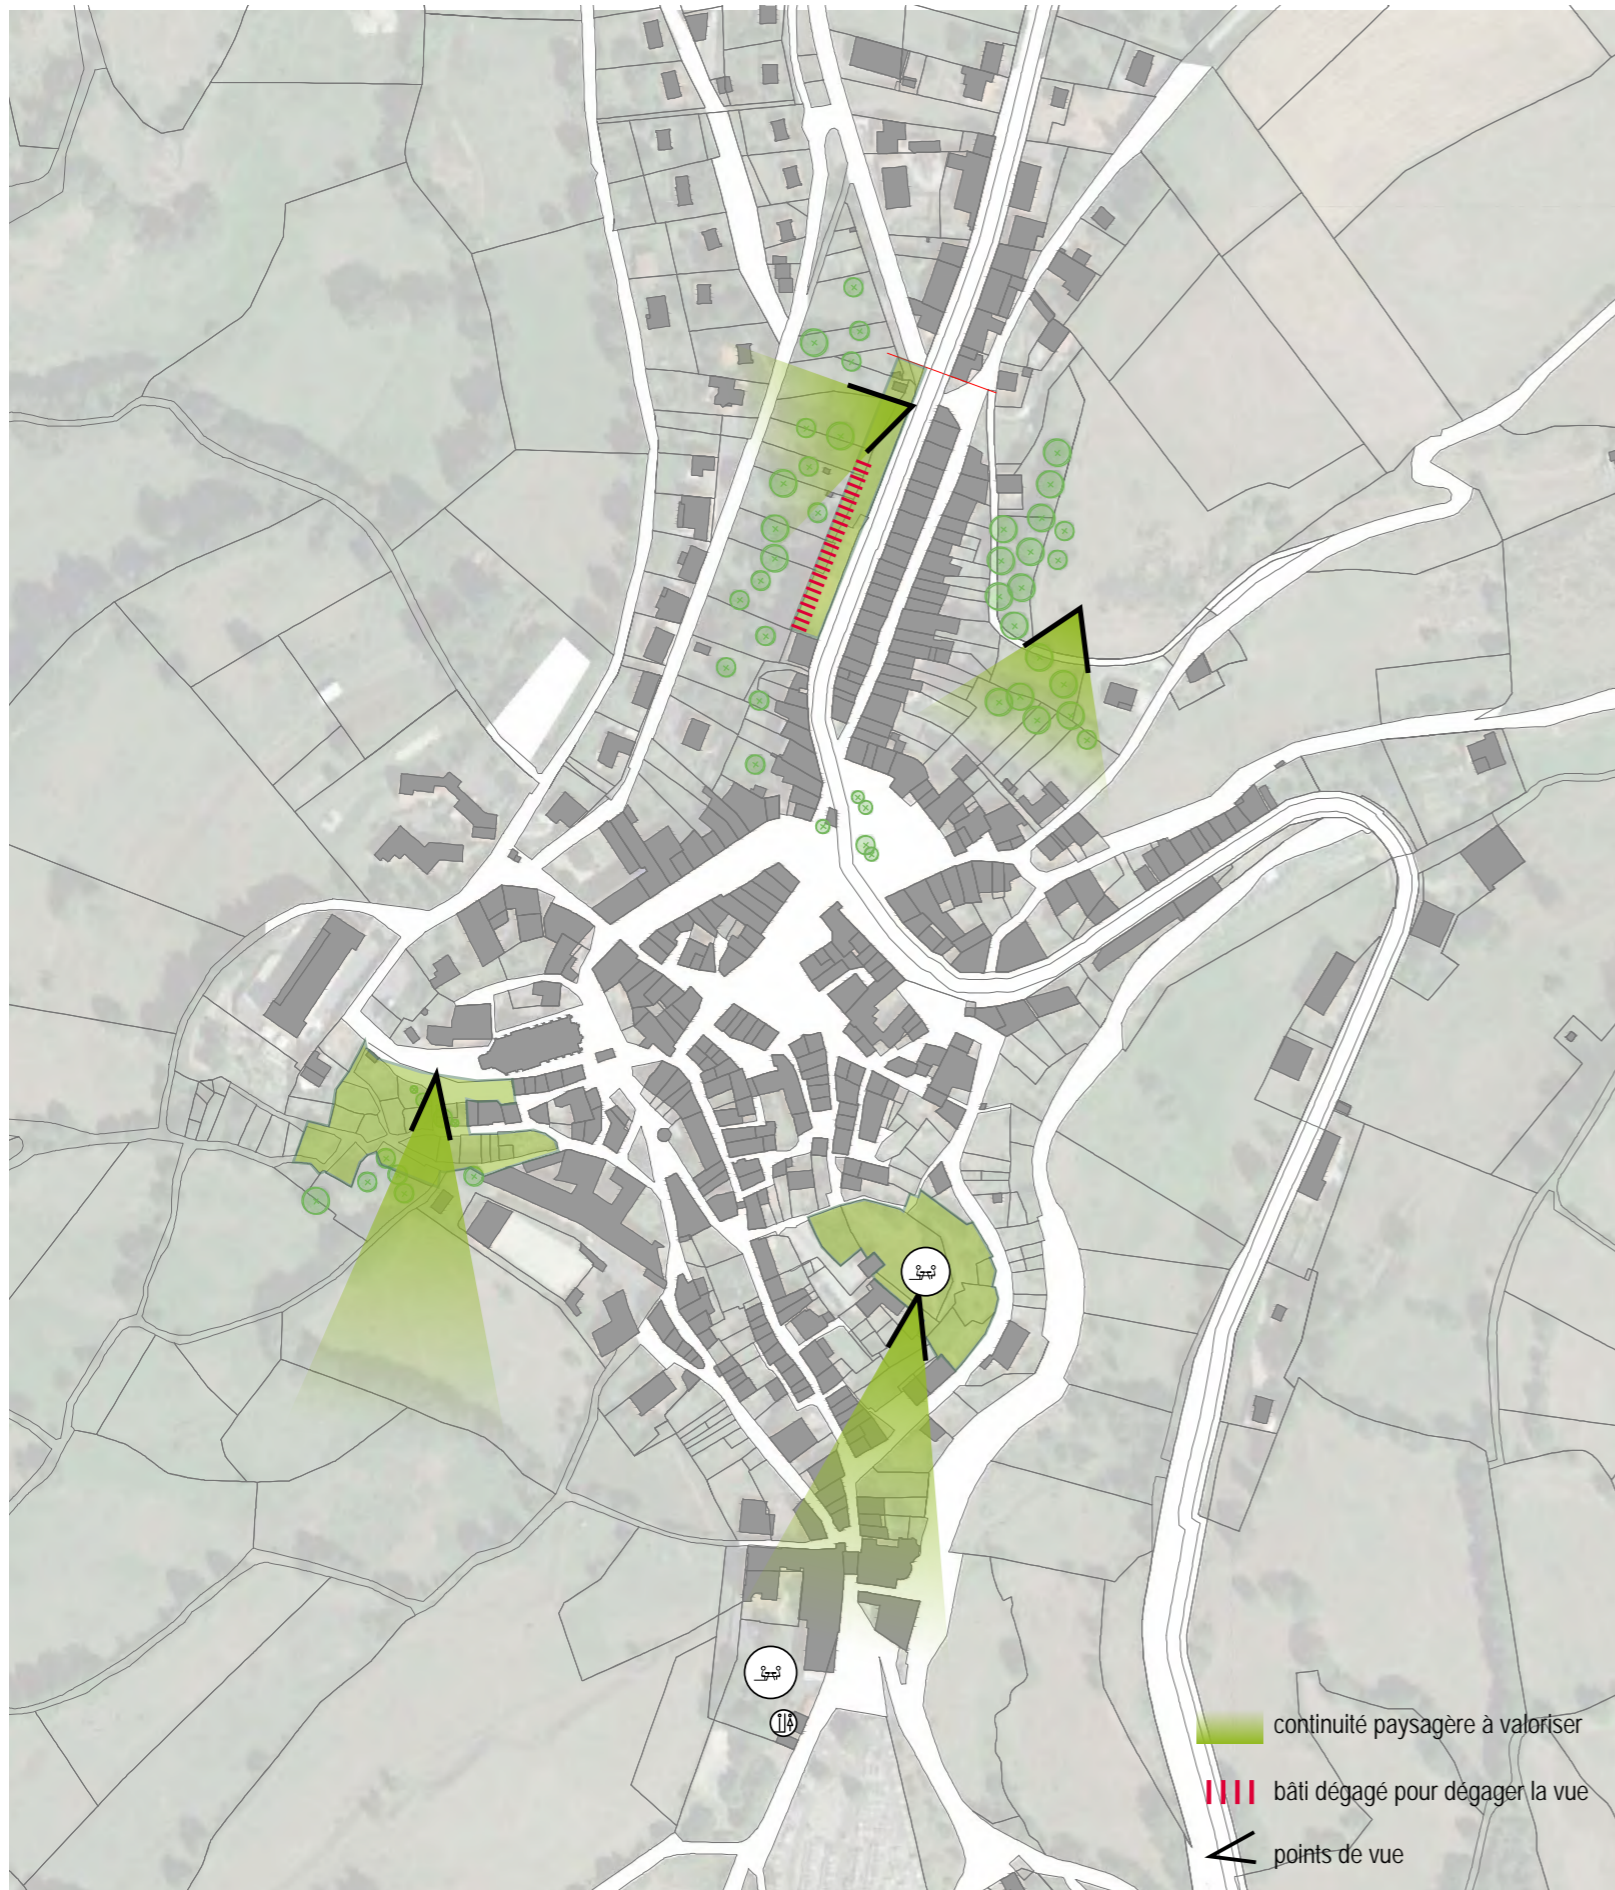 continuité paysagère à valoriser
bâti dégagé pour dégager la vue
points de vue